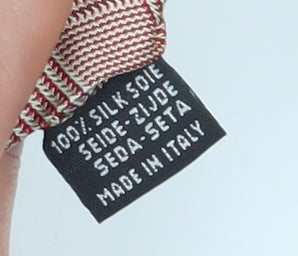 100% SILK SOIE
SEIDE-ZIJDE
SEDA-SETA
MADE IN ITALY